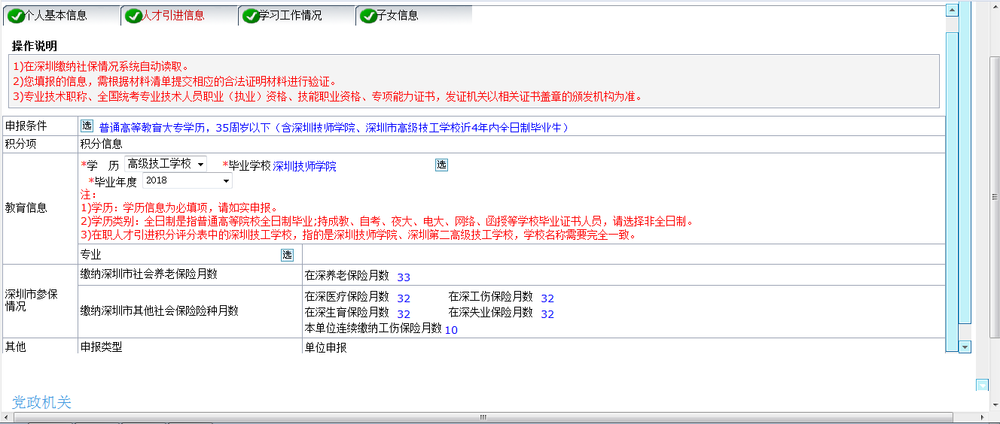 个人基本信息 人才引进信息 学习工作情况 子女信息
操作说明
1)在深圳缴纳社保情况系统自动读取。
2)您填报的信息，需根据材料清单提交相应的合法证明材料进行验证。
3)专业技术职称、全国统考专业技术人员职业（执业）资格、技能职业资格、专项能力证书，发证机关以相关证书盖章的颁发机构为准。
申报条件 选 普通高等教育大专学历，35周岁以下（含深圳技师学院、深圳市高级技工学校近4年内全日制毕业生）
积分项 积分信息
教育信息
*学 历 高级技工学校 *毕业学校 深圳技师学院 选
*毕业年度 2018
注：
1)学历：学历信息为必填项，请如实申报。
2)学历类别：全日制是指普通高等院校全日制毕业;持成教、自考、夜大、电大、网络、函授等学校毕业证书人员，请选择非全日制。
3)在职人才引进积分评分表中的深圳技工学校，指的是深圳技师学院、深圳第二高级技工学校，学校名称需要完全一致。
专业 选
深圳市参保
情况
缴纳深圳市社会养老保险月数 在深养老保险月数 33
缴纳深圳市其他社会保险险种月数
在深医疗保险月数 32 在深工伤保险月数 32
在深生育保险月数 32 在深失业保险月数 32
本单位连续缴纳工伤保险月数 10
其他 申报类型 单位申报
党政机关